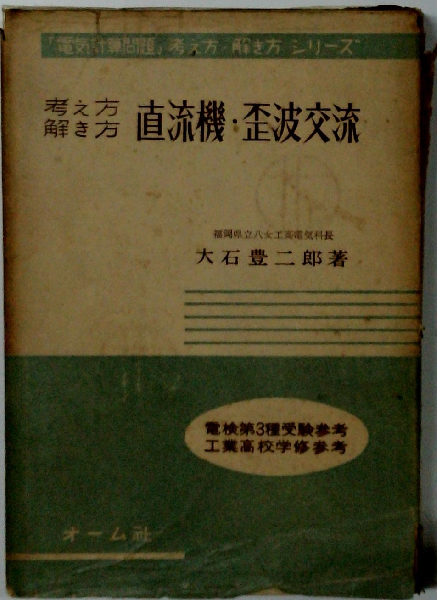 「電気計算問題」考え方・解き方シリーズ
考え方
解き方
直流機・歪波交流
福岡県立八女工高電気科長
大石豊二郎著
電検第3種受験参考
工業高校学修参考
オーム社